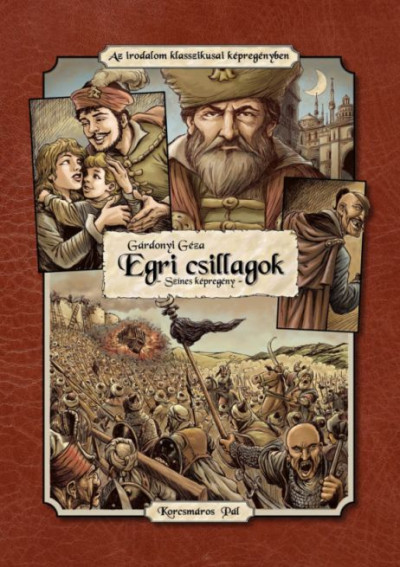 Az irodalom klasszikusai képregényben
Gárdonyi Géza
Egri csillagok
- Színes képregény -
Korcsmáros Pál